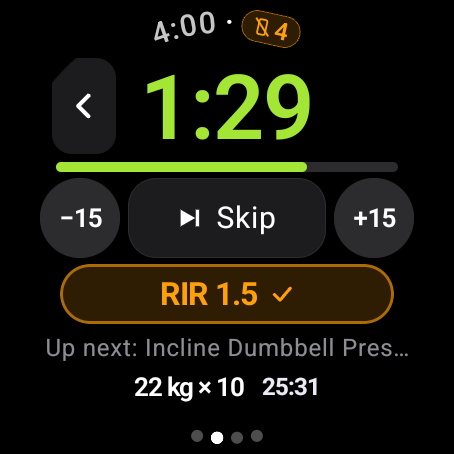 4:00 · 4
1:29
−15 Skip +15
RIR 1.5
Up next: Incline Dumbbell Pres…
22 kg × 10 25:31